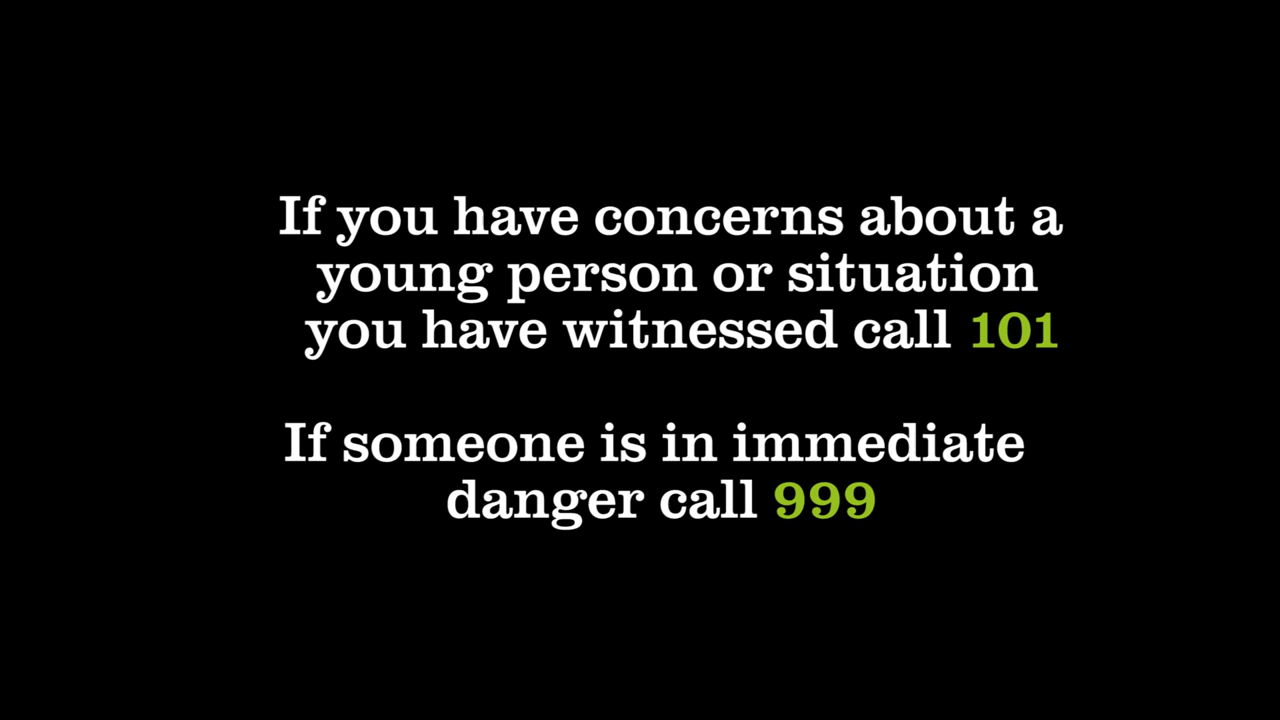 If you have concerns about a
young person or situation
you have witnessed call 101
If someone is in immediate
danger call 999